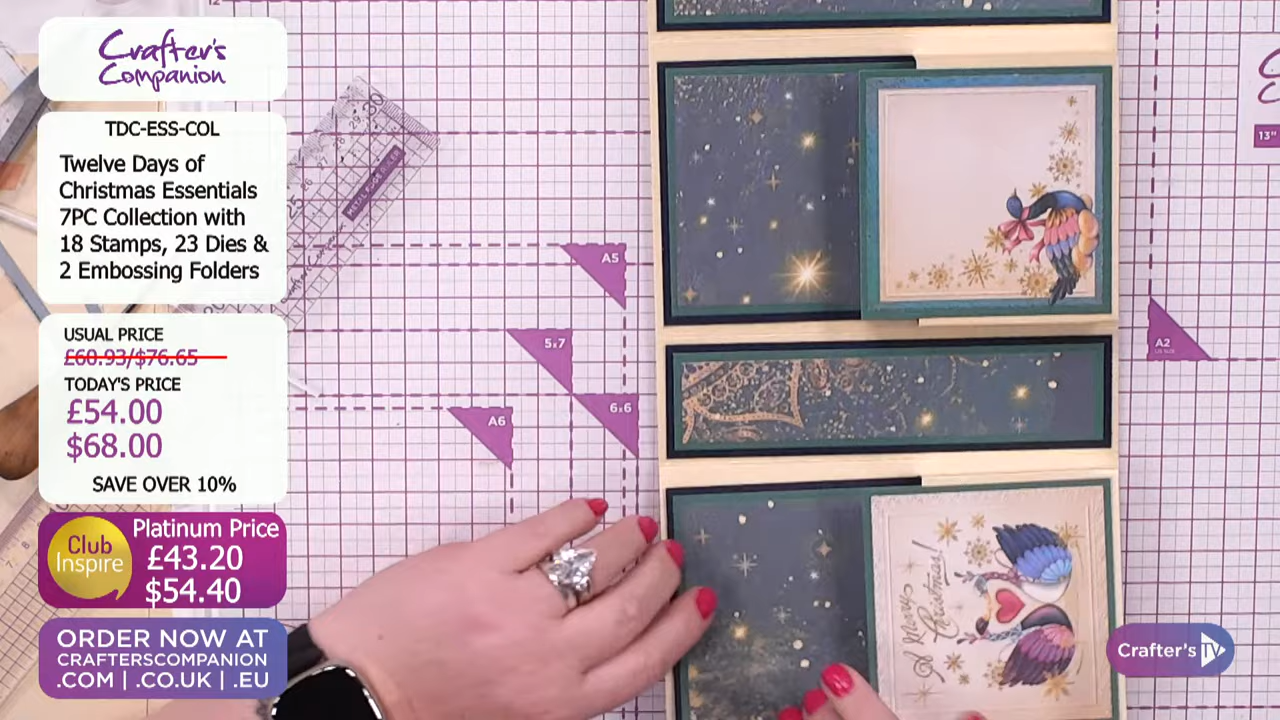 Crafter's
Companion
TDC-ESS-COL
Twelve Days of
Christmas Essentials
7PC Collection with
18 Stamps, 23 Dies &
2 Embossing Folders
USUAL PRICE
£60.93/$76.65
TODAY'S PRICE
£54.00
$68.00
SAVE OVER 10%
Club
Inspire
Platinum Price
£43.20
$54.40
ORDER NOW AT
CRAFTERSCOMPANION
.COM | .CO.UK | .EU
A5
5x7
6x6
A6
A2
13"
30
A Merry
Christmas!
Crafter's TV